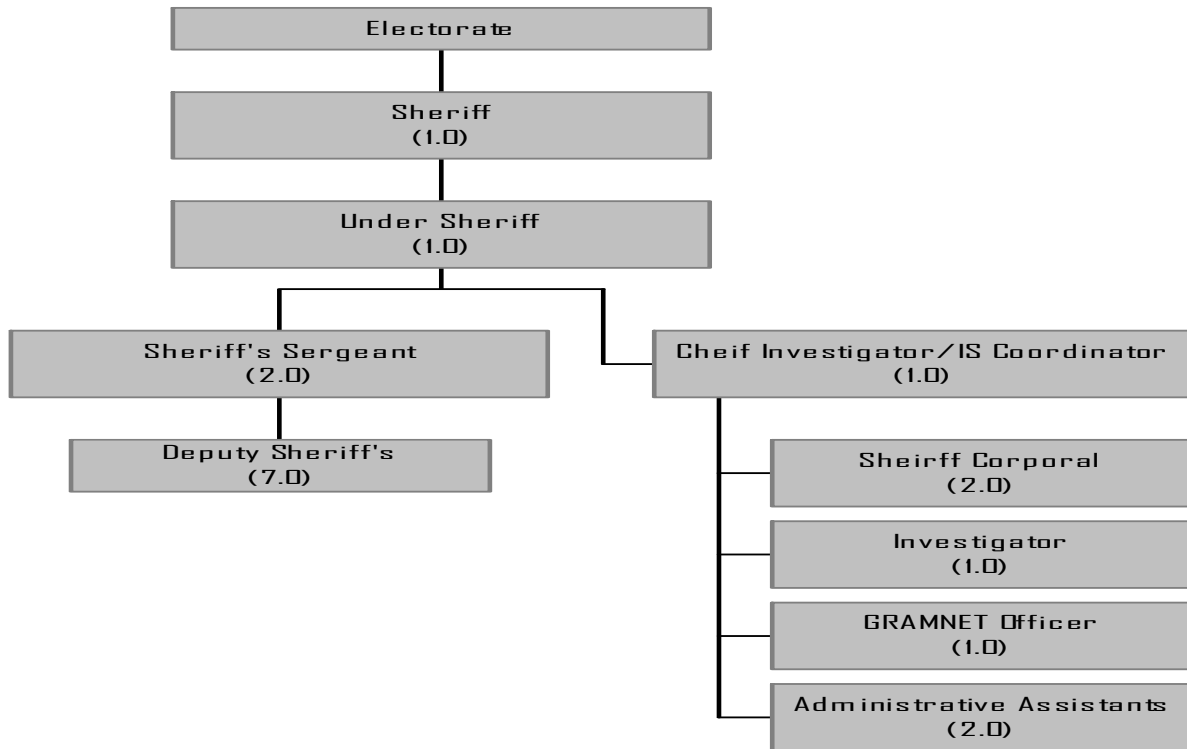 Electorate
Sheriff
(1.0)
Under Sheriff
(1.0)
Sheriff's Sergeant
(2.0)
Deputy Sheriff's
(7.0)
Cheif Investigator/IS Coordinator
(1.0)
Sheirff Corporal
(2.0)
Investigator
(1.0)
GRAMNET Officer
(1.0)
Administrative Assistants
(2.0)